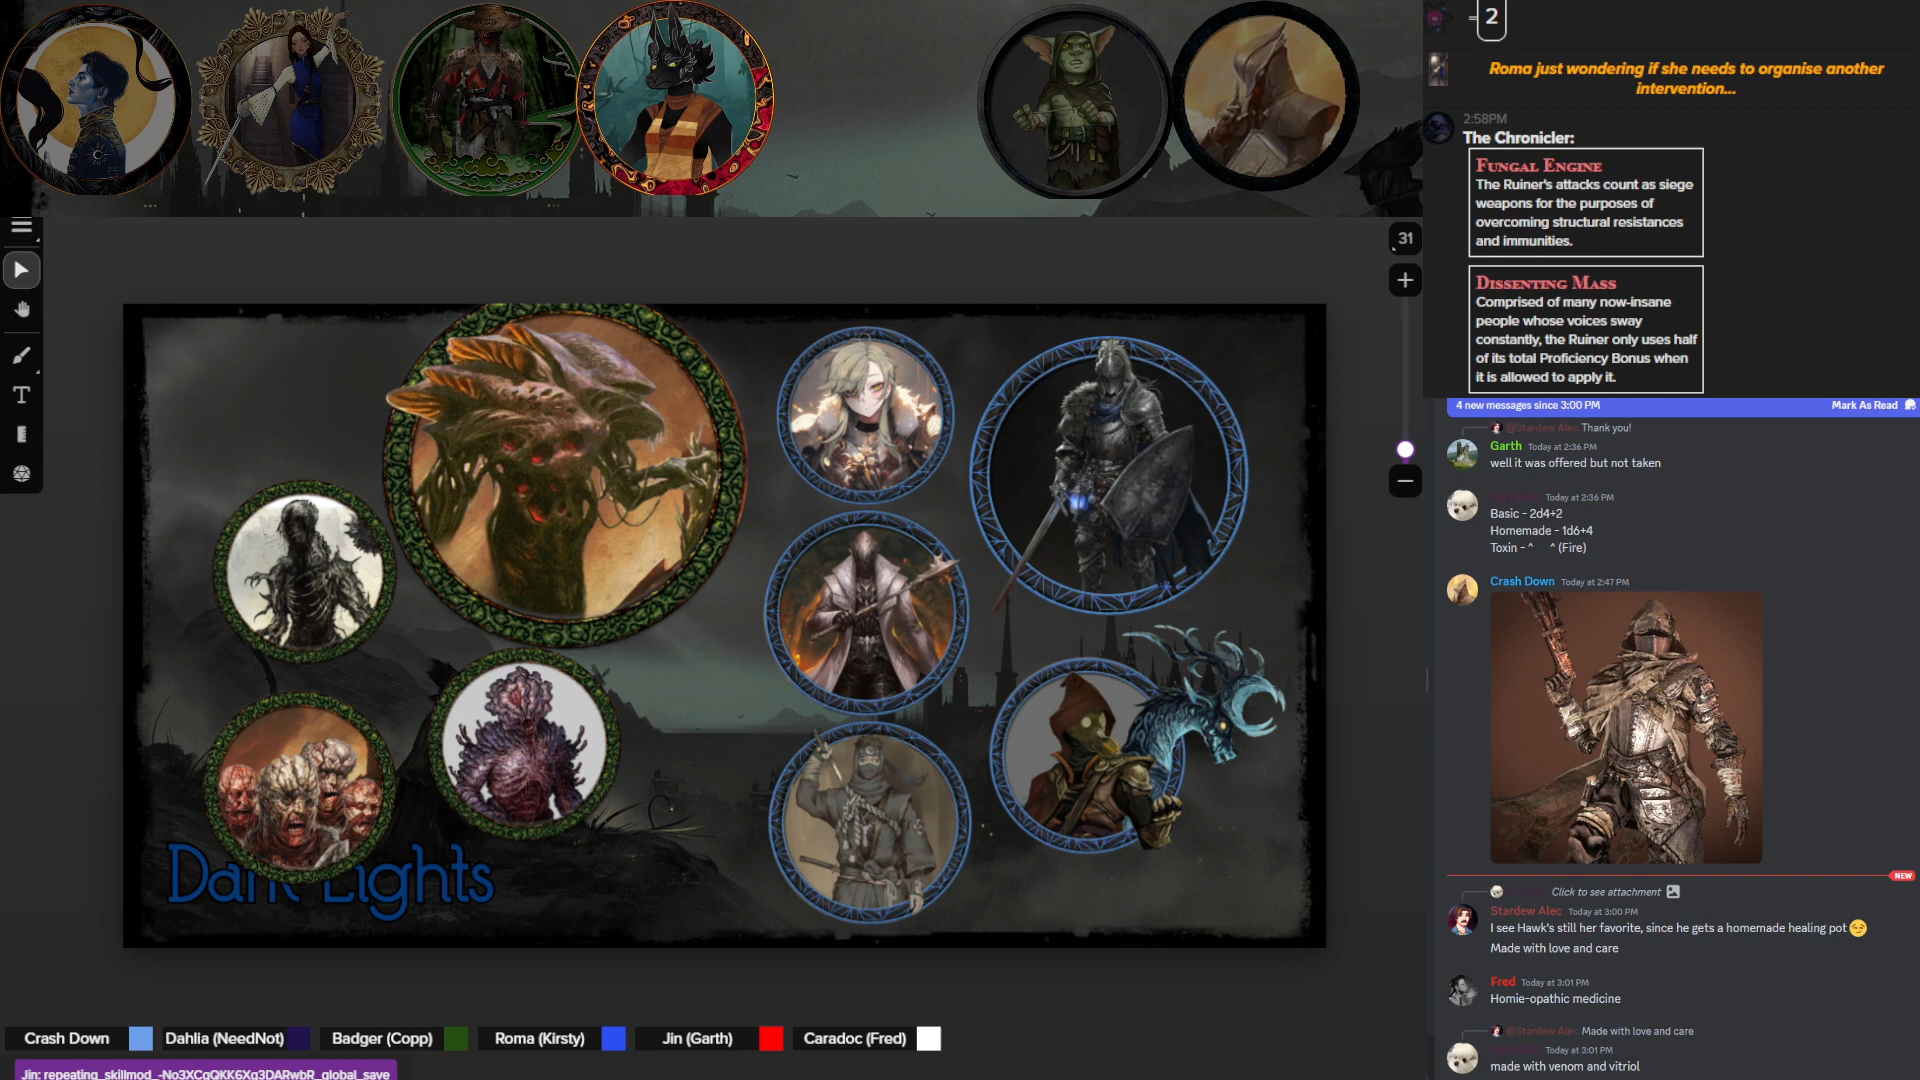 = 2
Roma just wondering if she needs to organise another
intervention...
2:58PM
The Chronicler:
Fungal Engine
The Ruiner's attacks count as siege
weapons for the purposes of
overcoming structural resistances
and immunities.
Dissenting Mass
Comprised of many now-insane
people whose voices sway
constantly, the Ruiner only uses half
of its total Proficiency Bonus when
it is allowed to apply it.
31
T
Dark Lights
4 new messages since 3:00 PM Mark As Read
@Stardew Alec Thank you!
Garth Today at 2:36 PM
well it was offered but not taken
Today at 2:36 PM
Basic - 2d4+2
Homemade - 1d6+4
Toxin - ^ ^ (Fire)
Crash Down Today at 2:47 PM
NEW
Click to see attachment
Stardew Alec Today at 3:00 PM
I see Hawk's still her favorite, since he gets a homemade healing pot 😏
Made with love and care
Fred Today at 3:01 PM
Homie-opathic medicine
@Stardew Alec Made with love and care
Today at 3:01 PM
made with venom and vitriol
Crash Down Dahlia (NeedNot) Badger (Copp) Roma (Kirsty) Jin (Garth) Caradoc (Fred)
Jin: repeating_skillmod_-No3XCgQKK6Xg3DARwbR_global_save